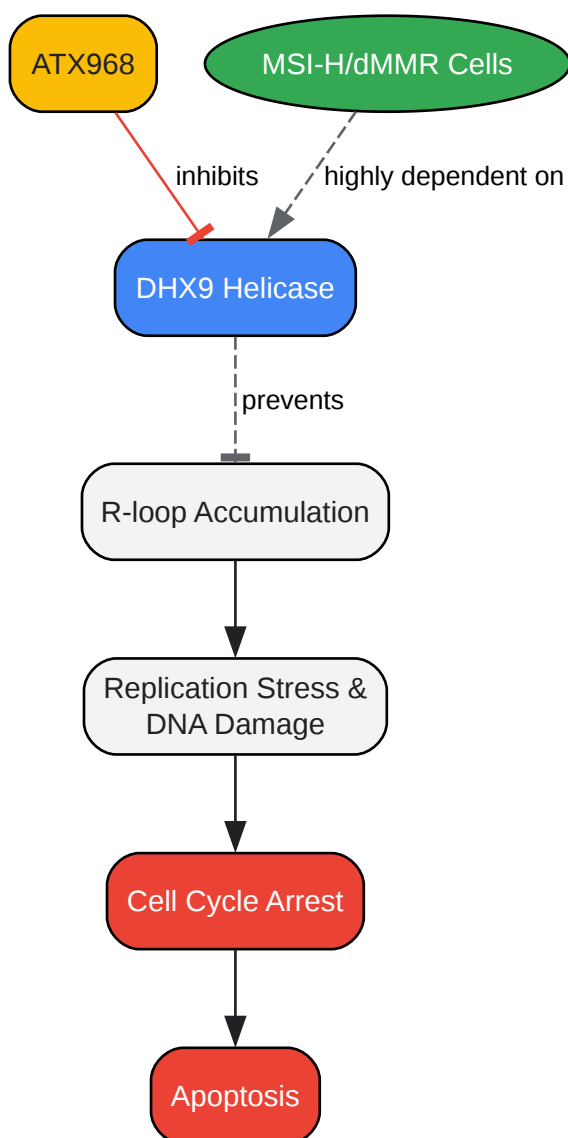 ATX968
MSI-H/dMMR Cells
inhibits
highly dependent on
DHX9 Helicase
prevents
R-loop Accumulation
Replication Stress &
DNA Damage
Cell Cycle Arrest
Apoptosis